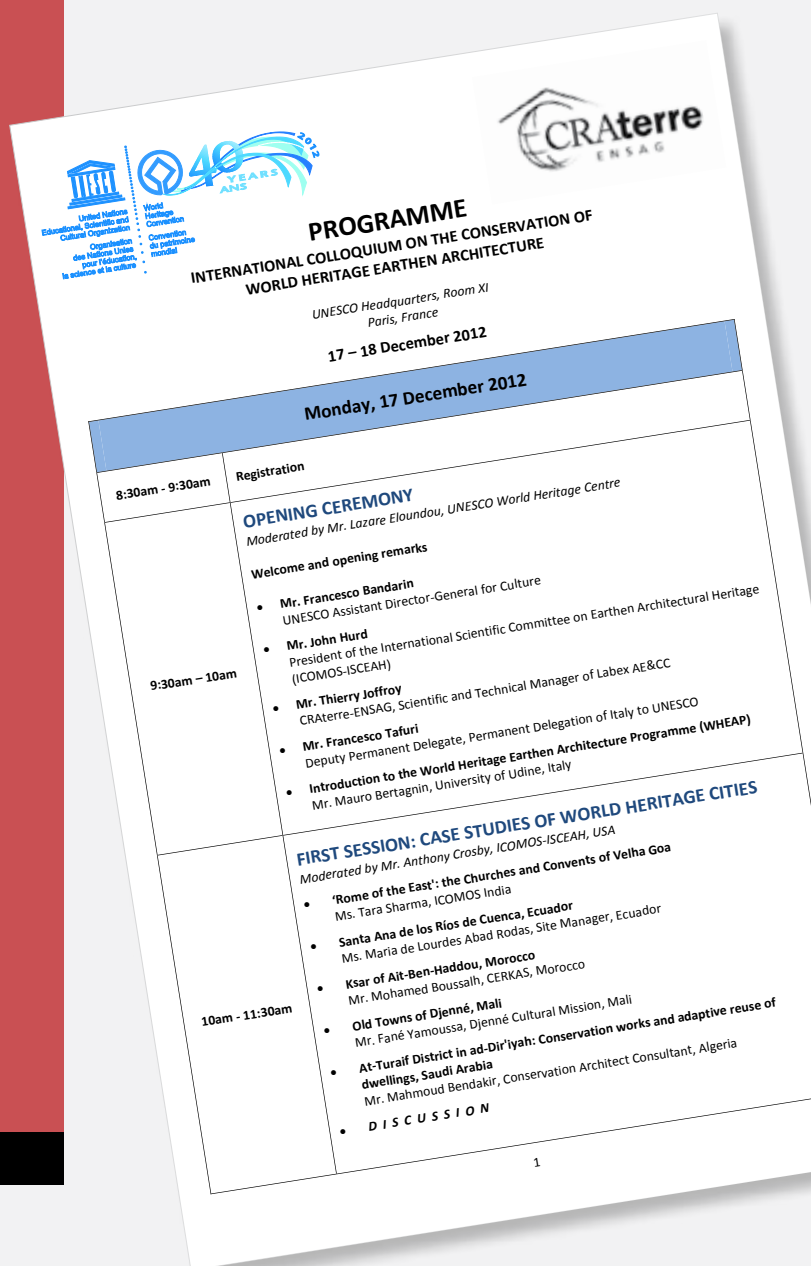 United Nations
Educational, Scientific and
Cultural Organization
Organisation
des Nations Unies
pour l'éducation,
la science et la culture
World
Heritage
Convention
Convention
du patrimoine
mondial
40
YEARS
ANS
2012
CRAterre
ENSAG
PROGRAMME
INTERNATIONAL COLLOQUIUM ON THE CONSERVATION OF
WORLD HERITAGE EARTHEN ARCHITECTURE
UNESCO Headquarters, Room XI
Paris, France
17 – 18 December 2012
Monday, 17 December 2012
8:30am - 9:30am
Registration
9:30am – 10am
OPENING CEREMONY
Moderated by Mr. Lazare Eloundou, UNESCO World Heritage Centre
Welcome and opening remarks
• Mr. Francesco Bandarin
UNESCO Assistant Director-General for Culture
• Mr. John Hurd
President of the International Scientific Committee on Earthen Architectural Heritage
(ICOMOS-ISCEAH)
• Mr. Thierry Joffroy
CRAterre-ENSAG, Scientific and Technical Manager of Labex AE&CC
• Mr. Francesco Tafuri
Deputy Permanent Delegate, Permanent Delegation of Italy to UNESCO
• Introduction to the World Heritage Earthen Architecture Programme (WHEAP)
Mr. Mauro Bertagnin, University of Udine, Italy
10am - 11:30am
FIRST SESSION: CASE STUDIES OF WORLD HERITAGE CITIES
Moderated by Mr. Anthony Crosby, ICOMOS-ISCEAH, USA
• ‘Rome of the East': the Churches and Convents of Velha Goa
Ms. Tara Sharma, ICOMOS India
• Santa Ana de los Ríos de Cuenca, Ecuador
Ms. Maria de Lourdes Abad Rodas, Site Manager, Ecuador
• Ksar of Ait-Ben-Haddou, Morocco
Mr. Mohamed Boussalh, CERKAS, Morocco
• Old Towns of Djenné, Mali
Mr. Fané Yamoussa, Djenné Cultural Mission, Mali
• At-Turaif District in ad-Dir'iyah: Conservation works and adaptive reuse of
dwellings, Saudi Arabia
Mr. Mahmoud Bendakir, Conservation Architect Consultant, Algeria
• DISCUSSION
1